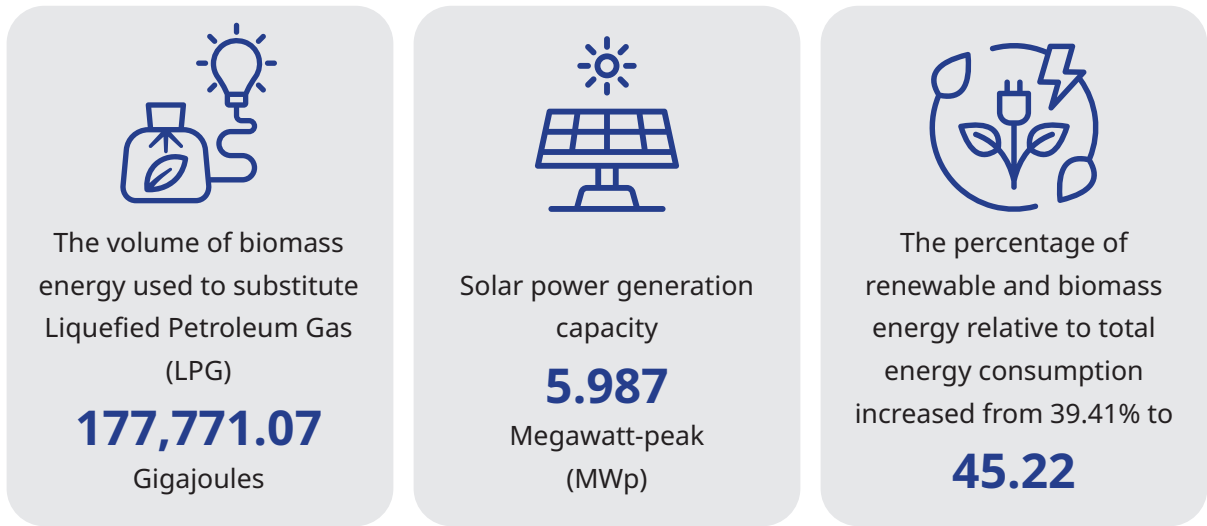 The volume of biomass
energy used to substitute
Liquefied Petroleum Gas
(LPG)
177,771.07
Gigajoules
Solar power generation
capacity
5.987
Megawatt-peak
(MWp)
The percentage of
renewable and biomass
energy relative to total
energy consumption
increased from 39.41% to
45.22